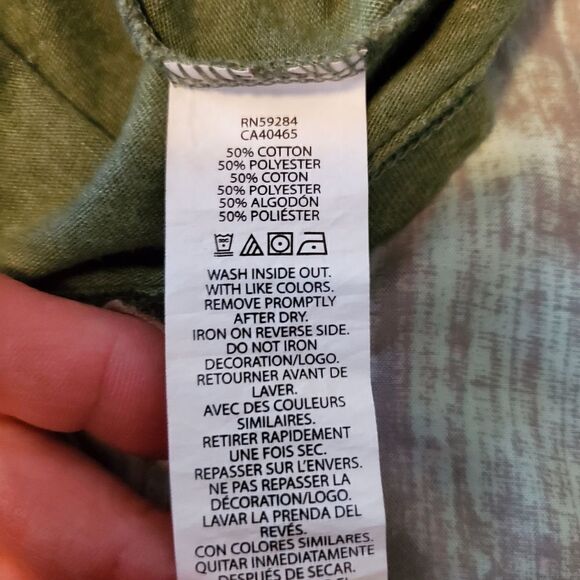 RN59284
CA40465
50% COTTON
50% POLYESTER
50% COTON
50% POLYESTER
50% ALGODÓN
50% POLIÉSTER
WASH INSIDE OUT.
WITH LIKE COLORS.
REMOVE PROMPTLY
AFTER DRY.
IRON ON REVERSE SIDE.
DO NOT IRON
DECORATION/LOGO.
RETOURNER AVANT DE
LAVER.
AVEC DES COULEURS
SIMILAIRES.
RETIRER RAPIDEMENT
UNE FOIS SEC.
REPASSER SUR L'ENVERS.
NE PAS REPASSER LA
DÉCORATION/LOGO.
LAVAR LA PRENDA DEL
REVÉS.
CON COLORES SIMILARES.
QUITAR INMEDIATAMENTE
DESPUÉS DE SECAR.